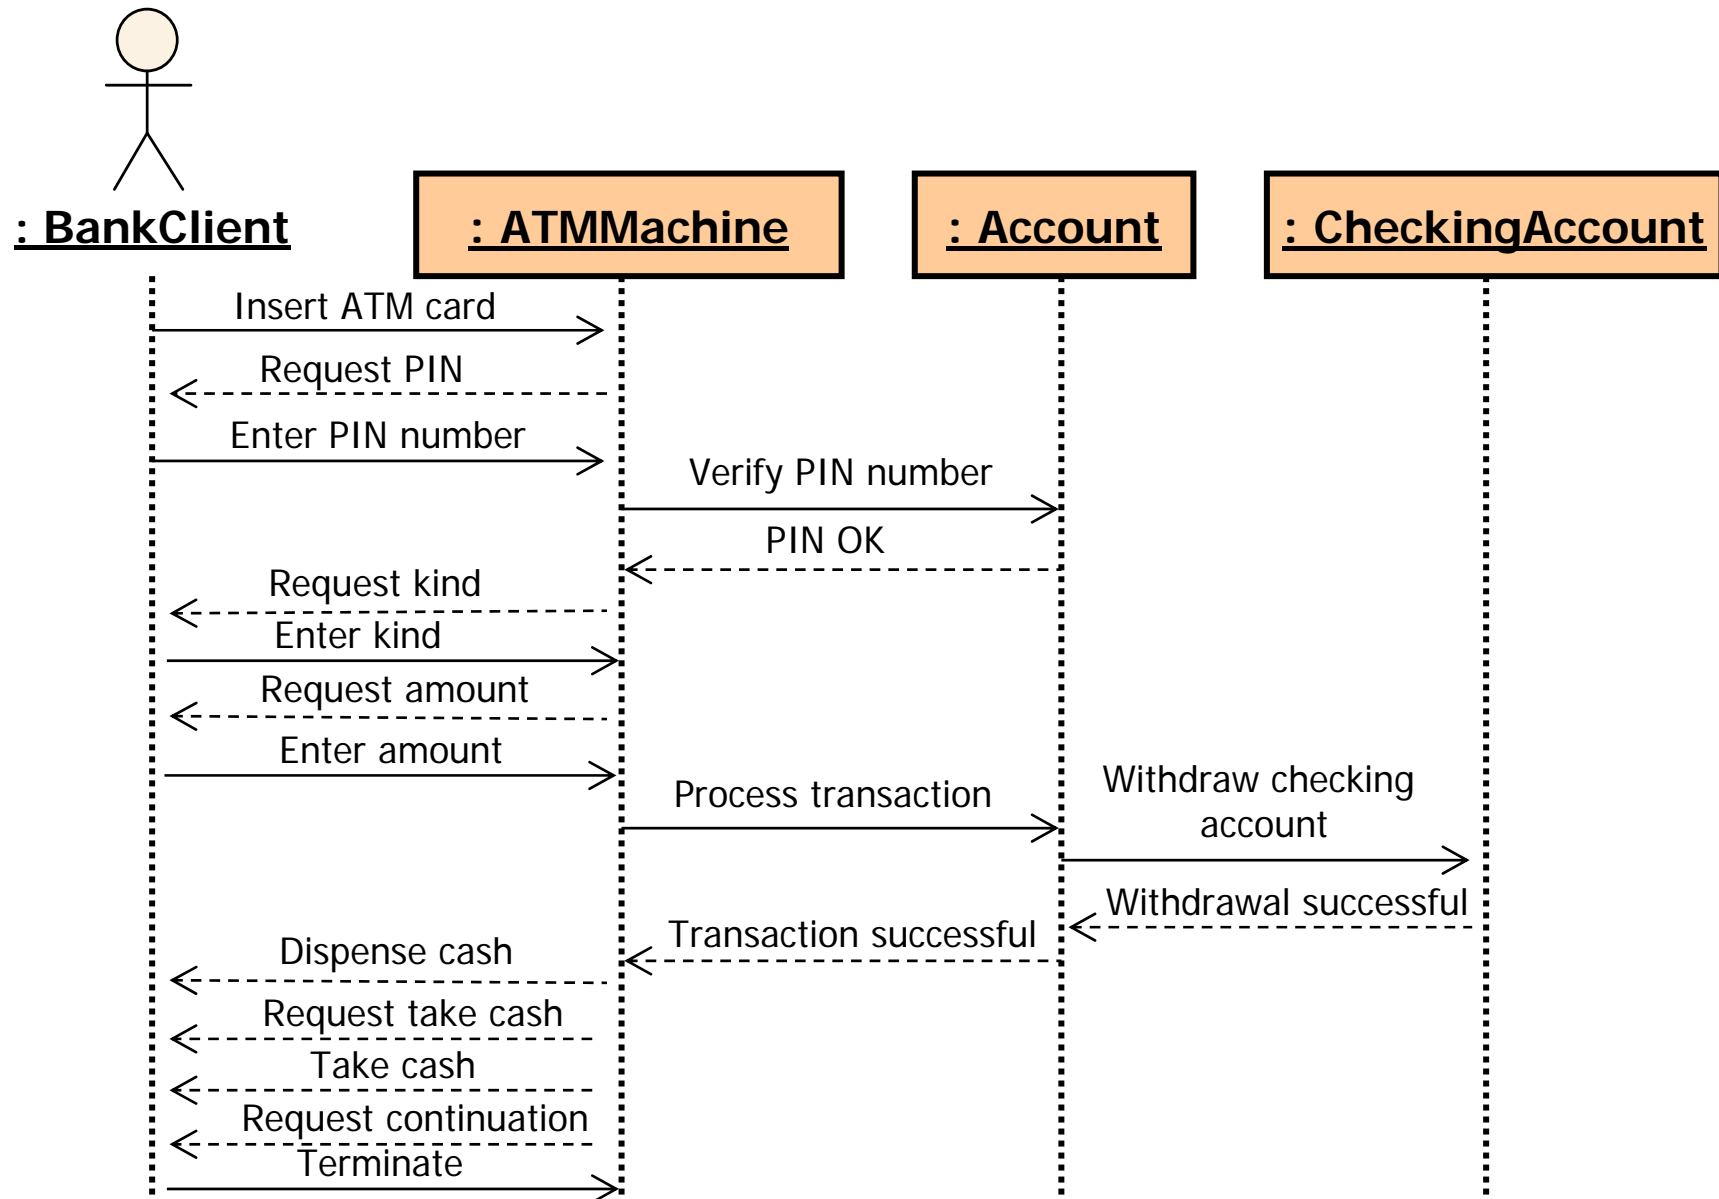 : BankClient
: ATMMachine
: Account
: CheckingAccount
Insert ATM card
Request PIN
Enter PIN number
Verify PIN number
PIN OK
Request kind
Enter kind
Request amount
Enter amount
Process transaction
Withdraw checking
account
Withdrawal successful
Transaction successful
Dispense cash
Request take cash
Take cash
Request continuation
Terminate